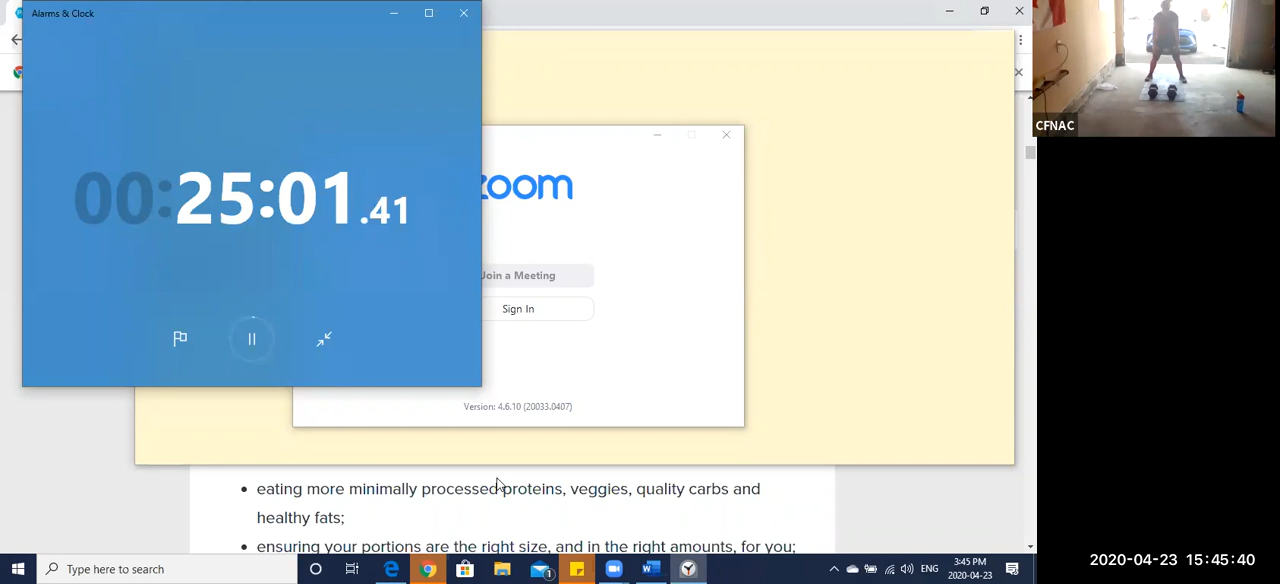 Alarms & Clock
00:25:01.41
zoom
Join a Meeting
Sign In
Version: 4.6.10 (20033.0407)
eating more minimally processed proteins, veggies, quality carbs and
healthy fats;
ensuring your portions are the right size, and in the right amounts, for you;
Type here to search
1
ENG
3:45 PM
2020-04-23
CFNAC
2020-04-23 15:45:40